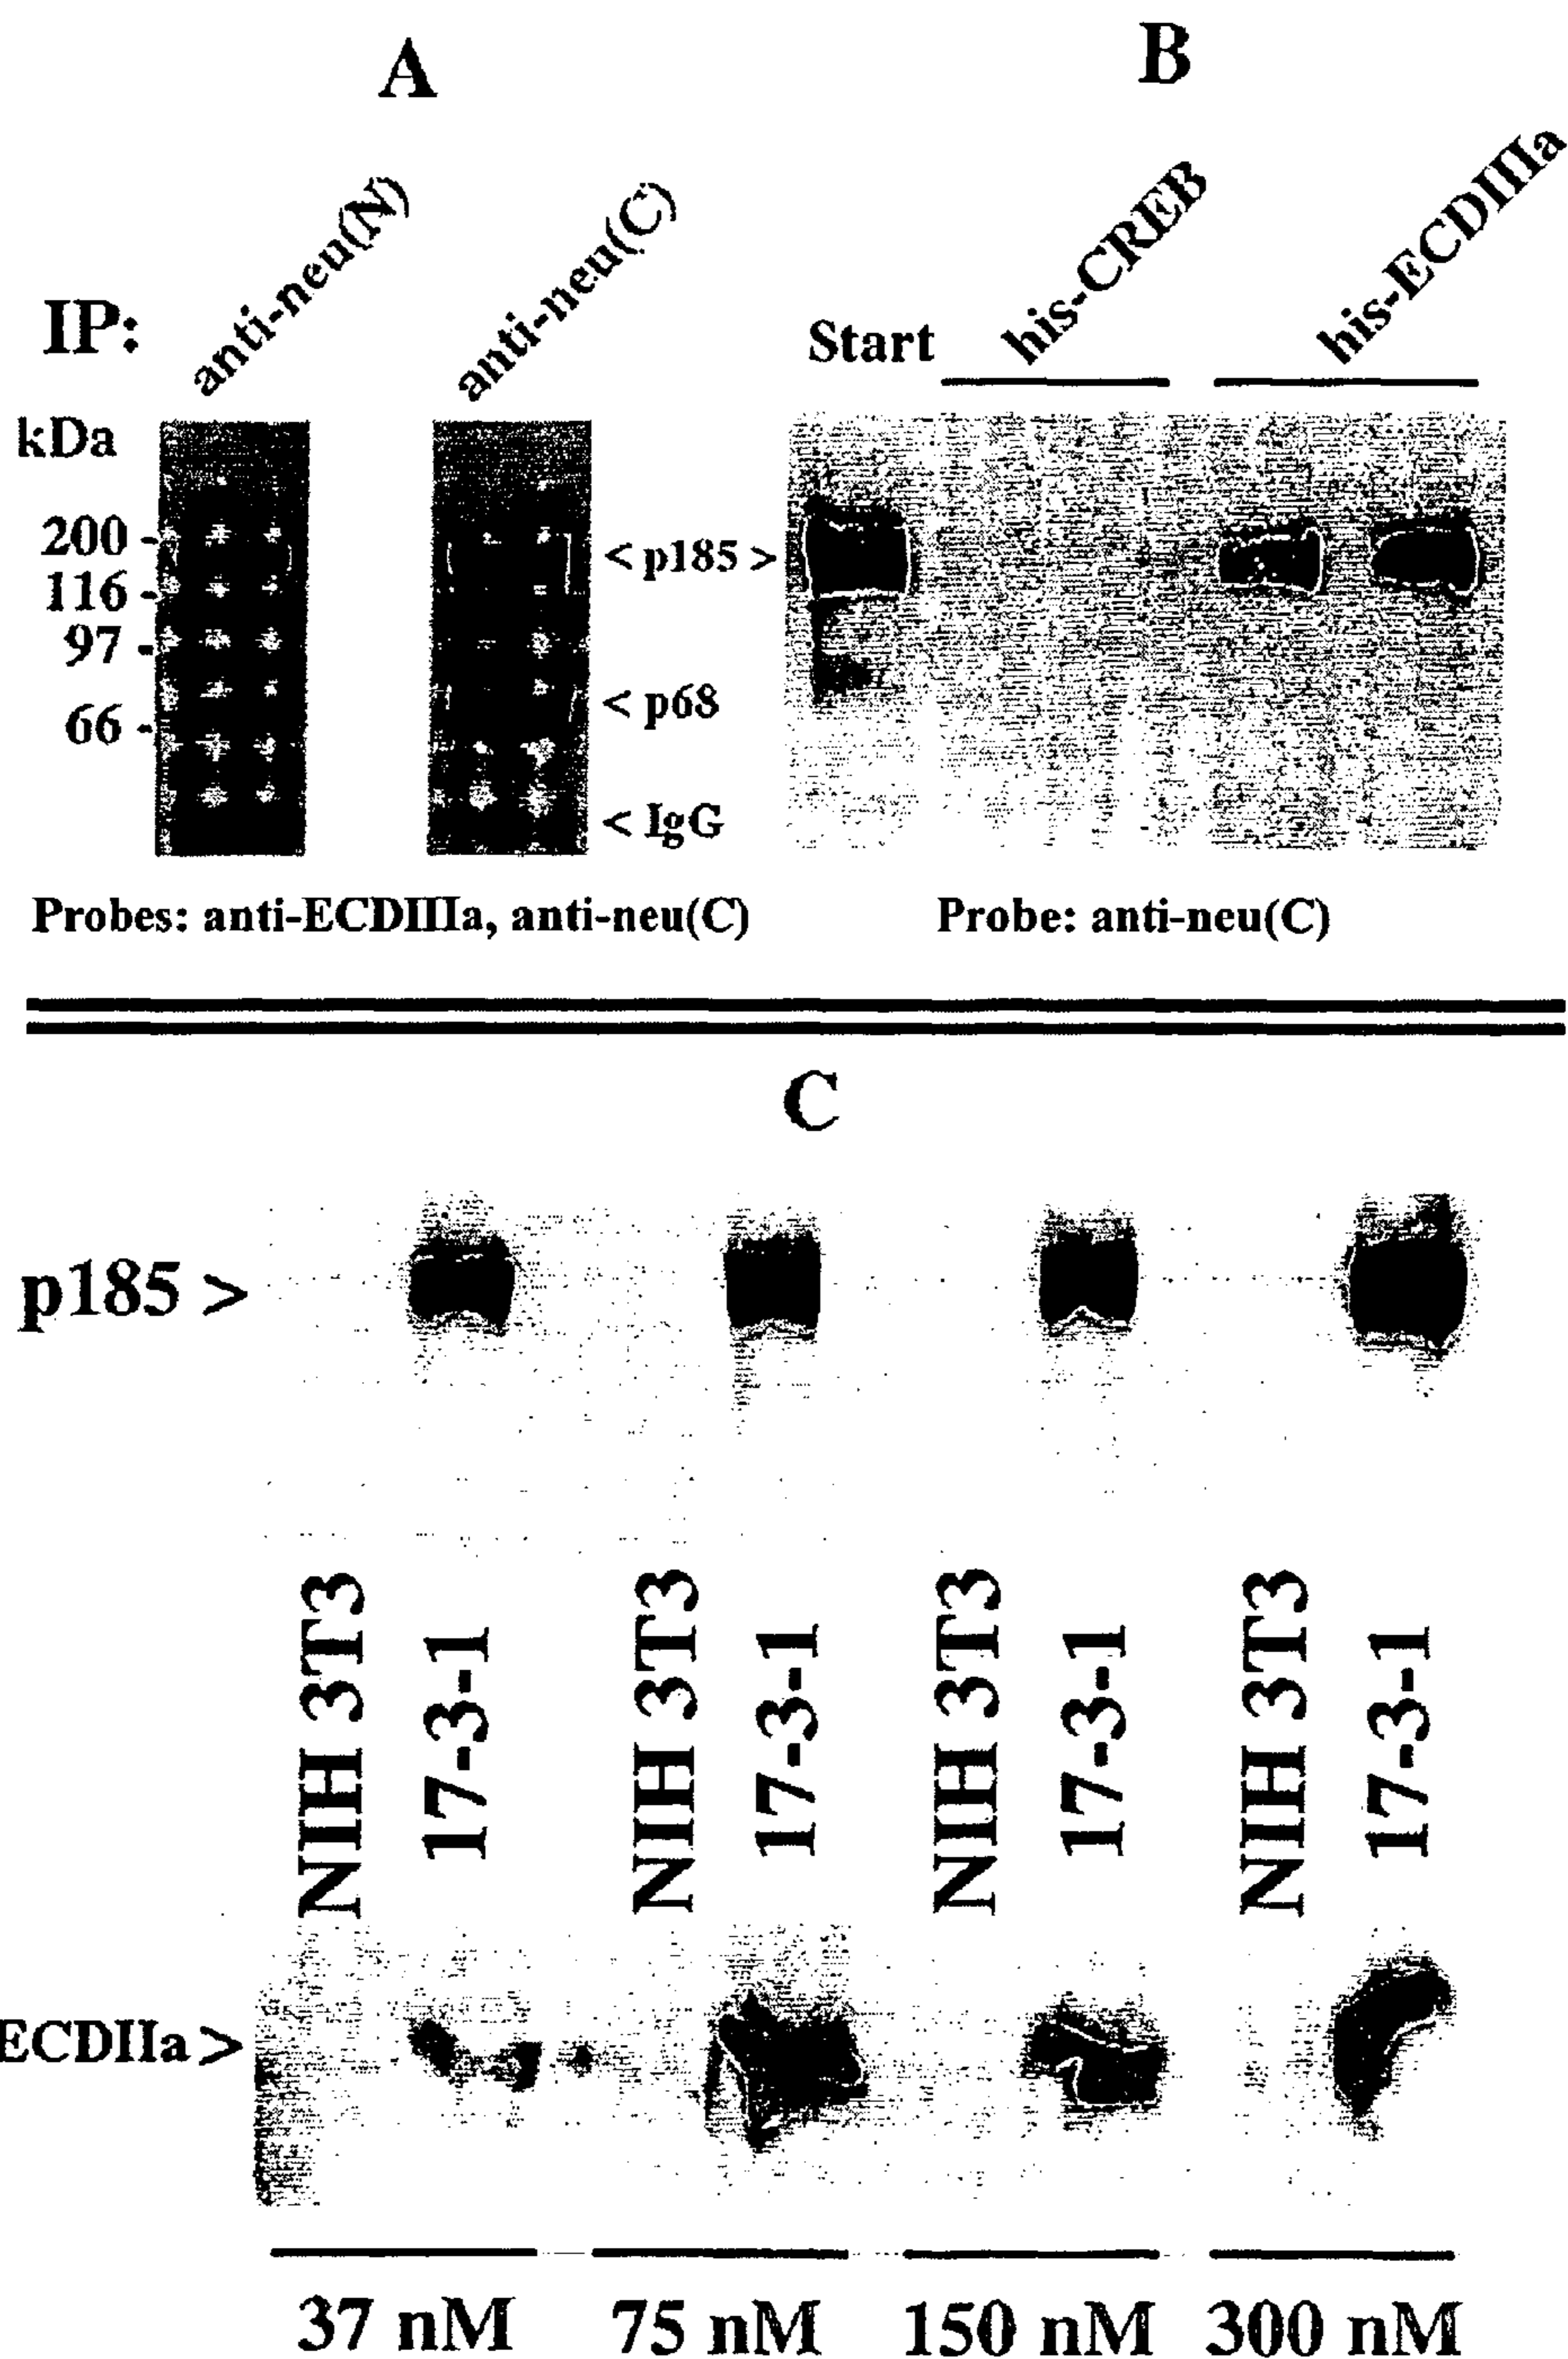 A
B
IP:
anti-neu(N)
anti-neu(C)
Start
his-CREB
his-ECDIIIa
kDa
200 -
116 -
97 -
66 -
< p185 >
< p68
< IgG
Probes: anti-ECDIIIa, anti-neu(C)
Probe: anti-neu(C)
C
p185 >
NIH 3T3
17-3-1
NIH 3T3
17-3-1
NIH 3T3
17-3-1
NIH 3T3
17-3-1
ECDIIa >
37 nM
75 nM
150 nM
300 nM